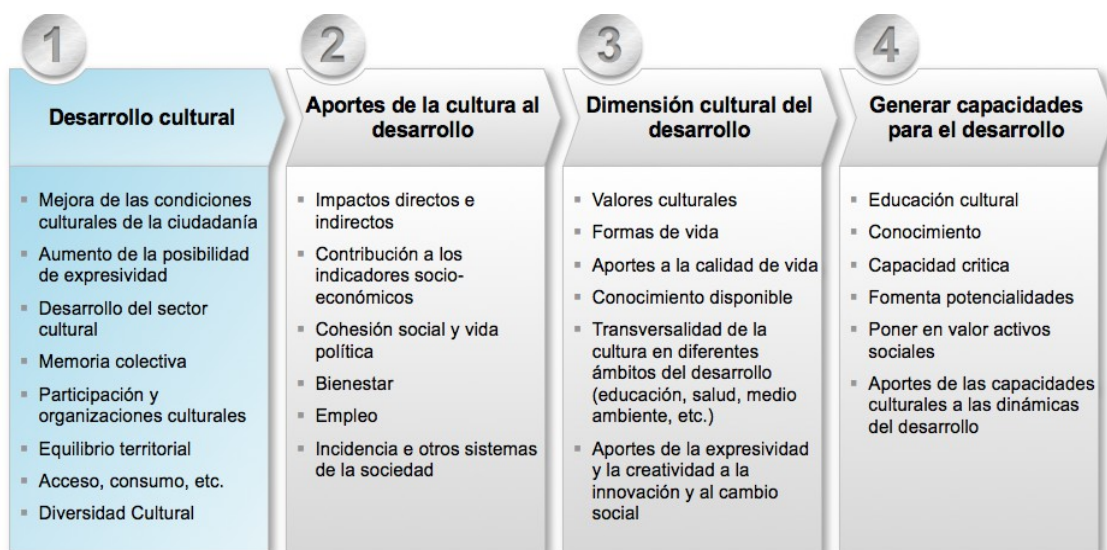 1
Desarrollo cultural
Mejora de las condiciones
culturales de la ciudadanía
Aumento de la posibilidad
de expresividad
Desarrollo del sector
cultural
Memoria colectiva
Participación y
organizaciones culturales
Equilibrio territorial
Acceso, consumo, etc.
Diversidad Cultural
2
Aportes de la cultura al
desarrollo
Impactos directos e
indirectos
Contribución a los
indicadores socio-
económicos
Cohesión social y vida
política
Bienestar
Empleo
Incidencia e otros sistemas
de la sociedad
3
Dimensión cultural del
desarrollo
Valores culturales
Formas de vida
Aportes a la calidad de vida
Conocimiento disponible
Transversalidad de la
cultura en diferentes
ámbitos del desarrollo
(educación, salud, medio
ambiente, etc.)
Aportes de la expresividad
y la creatividad a la
innovación y al cambio
social
4
Generar capacidades
para el desarrollo
Educación cultural
Conocimiento
Capacidad critica
Fomenta potencialidades
Poner en valor activos
sociales
Aportes de las capacidades
culturales a las dinámicas
del desarrollo